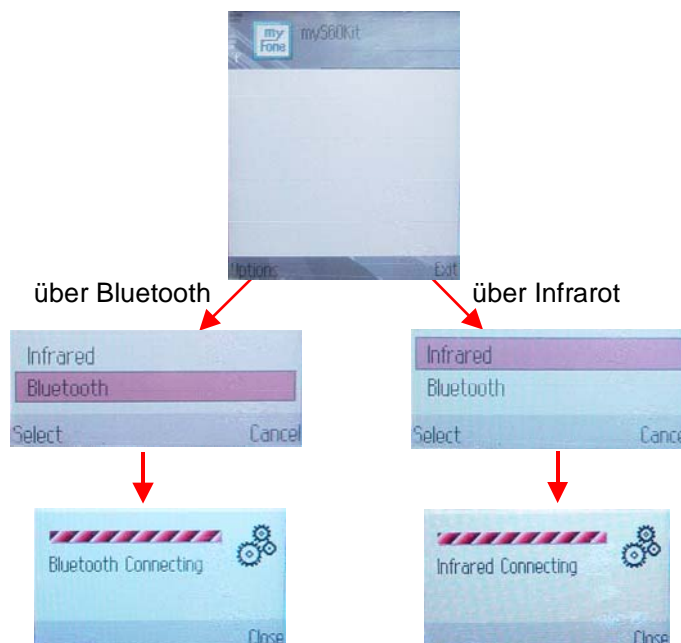 my
Fone
myS60Kit
Options Exit
über Bluetooth
über Infrarot
Infrared
Bluetooth
Select Cancel
Infrared
Bluetooth
Select Cance
Bluetooth Connecting
Close
Infrared Connecting
Close